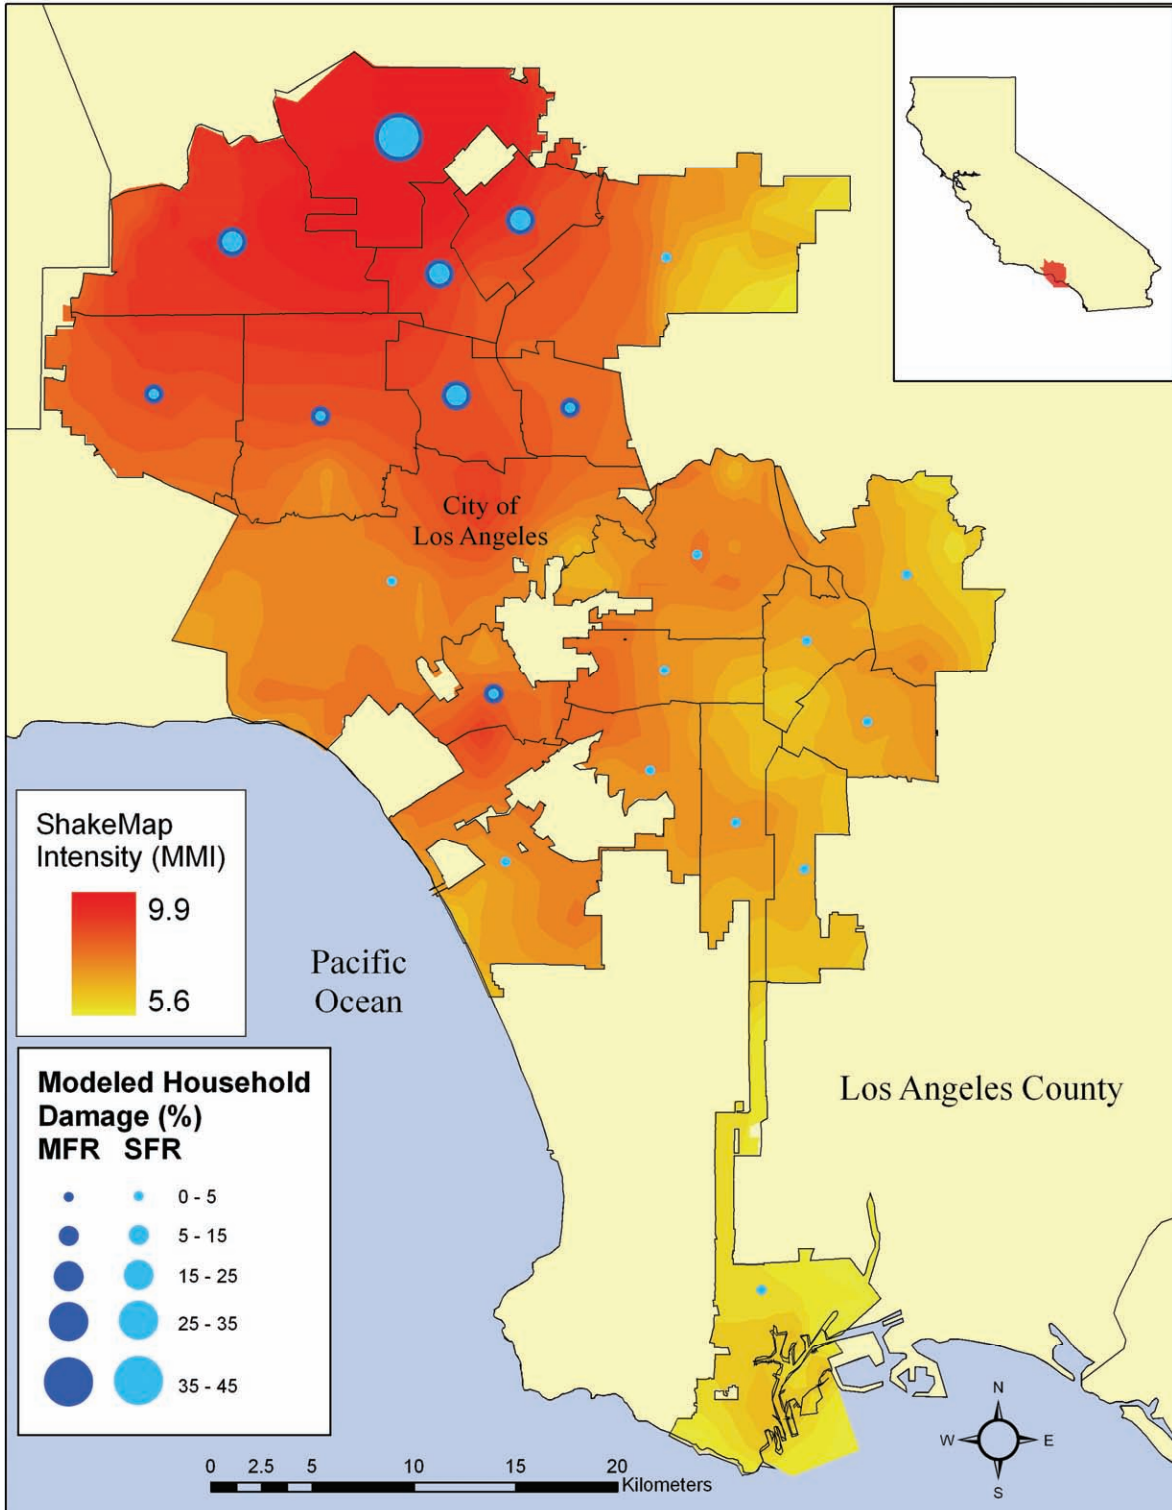 City of
Los Angeles
ShakeMap
Intensity (MMI)
9.9
5.6
Pacific
Ocean
Modeled Household
Damage (%)
MFR SFR
0 - 5
5 - 15
15 - 25
25 - 35
35 - 45
Los Angeles County
N
W E
S
0 2.5 5 10 15 20
Kilometers